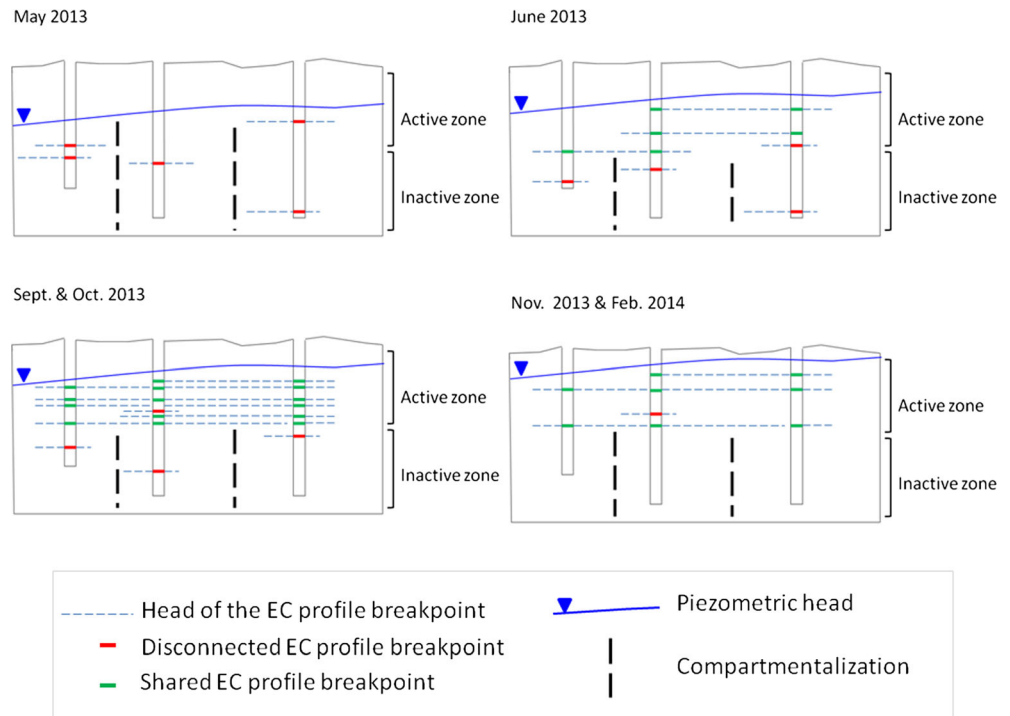 May 2013
June 2013
Active zone
Inactive zone
Active zone
Inactive zone
Sept. & Oct. 2013
Nov. 2013 & Feb. 2014
Active zone
Inactive zone
Active zone
Inactive zone
Head of the EC profile breakpoint
Disconnected EC profile breakpoint
Shared EC profile breakpoint
Piezometric head
Compartmentalization